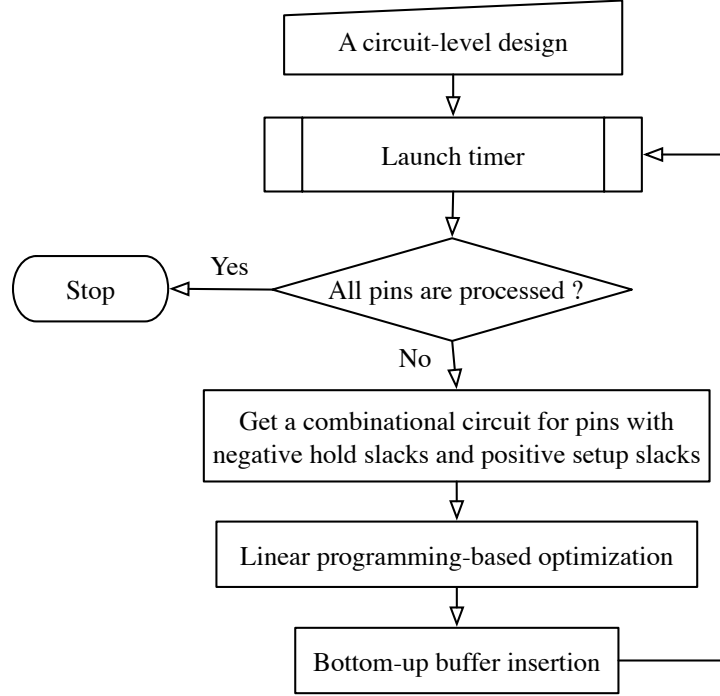 A circuit-level design
Launch timer
Yes
Stop
All pins are processed ?
No
Get a combinational circuit for pins with
negative hold slacks and positive setup slacks
Linear programming-based optimization
Bottom-up buffer insertion